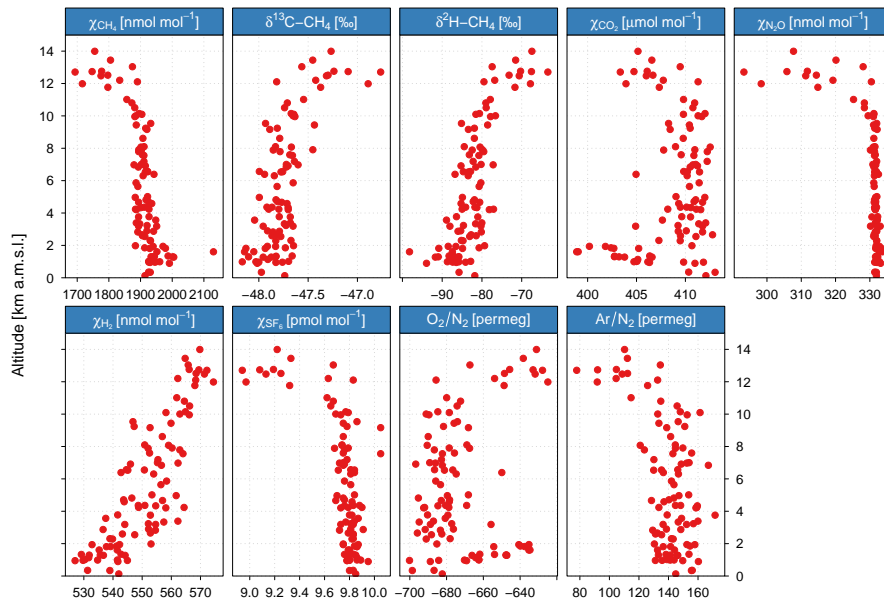 χCH₄ [nmol mol⁻¹]
δ¹³C−CH₄ [‰]
δ²H−CH₄ [‰]
χCO₂ [μmol mol⁻¹]
χN₂O [nmol mol⁻¹]
14
12
10
8
6
4
2
0
1700 1800 1900 2000 2100
−48.0 −47.5 −47.0
−90 −80 −70
400 405 410
300 310 320 330
Altitude [km a.m.s.l.]
χH₂ [nmol mol⁻¹]
χSF₆ [pmol mol⁻¹]
O₂/N₂ [permeg]
Ar/N₂ [permeg]
14
12
10
8
6
4
2
0
530 540 550 560 570
9.0 9.2 9.4 9.6 9.8 10.0
−700 −680 −660 −640
80 100 120 140 160